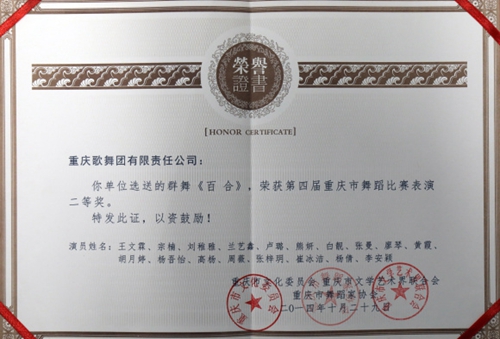 榮譽
證書
[HONOR CERTIFICATE]
重庆歌舞团有限责任公司：
你单位选送的群舞《百 合》，荣获第四届重庆市舞蹈比赛表演
二等奖。
特发此证，以资鼓励！
演员姓名：王文霖、宗楠、刘稚雅、兰艺鑫、卢璐、熊妍、白靓、张曼、廖琴、黄霞、
胡月婷、杨吾怡、高杨、周薇、张梓玥、崔冰洁、杨倩、李安颖
重庆市文化委员会 重庆市文学艺术界联合会
重庆市舞蹈家协会
二〇一四年十月二十九日